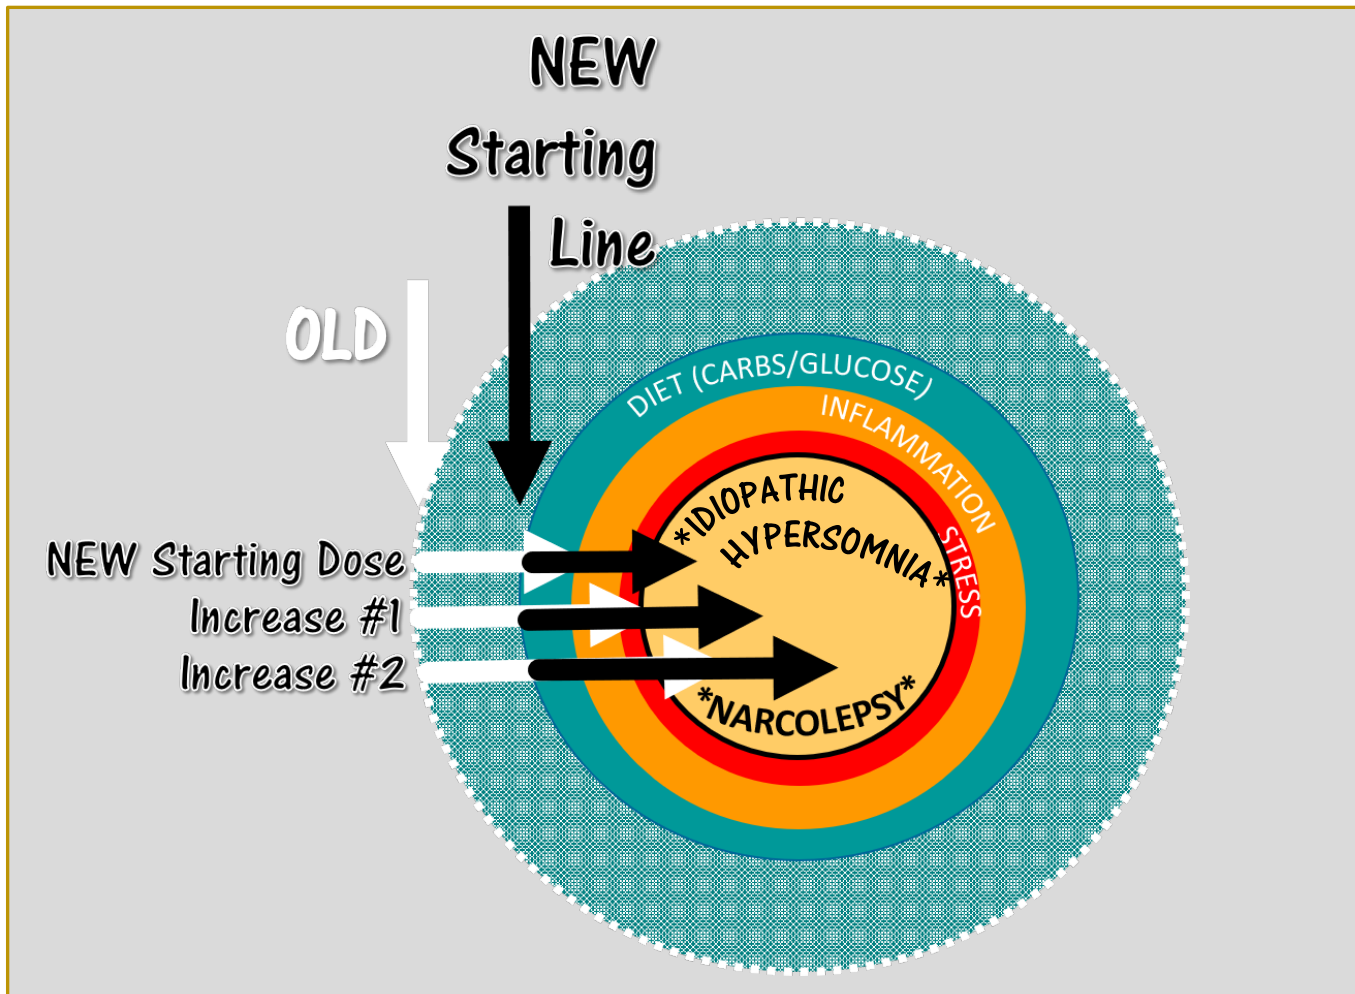 NEW
Starting
Line
OLD
DIET (CARBS/GLUCOSE)
INFLAMMATION
STRESS
*IDIOPATHIC
HYPERSOMNIA*
NEW Starting Dose
Increase #1
Increase #2
*NARCOLEPSY*